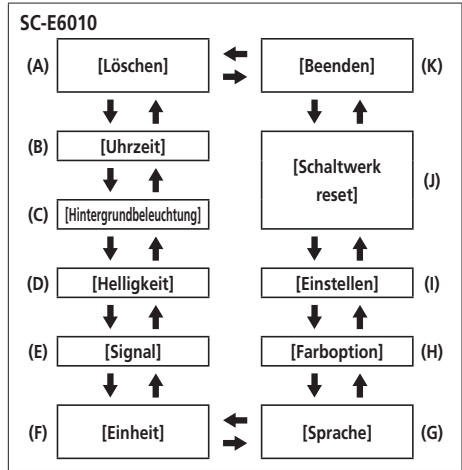 SC-E6010
(A) [Löschen] [Beenden] (K)
(B) [Uhrzeit]
[Schaltwerk
reset] (J)
(C) [Hintergrundbeleuchtung]
(D) [Helligkeit] [Einstellen] (I)
(E) [Signal] [Farboption] (H)
(F) [Einheit] [Sprache] (G)